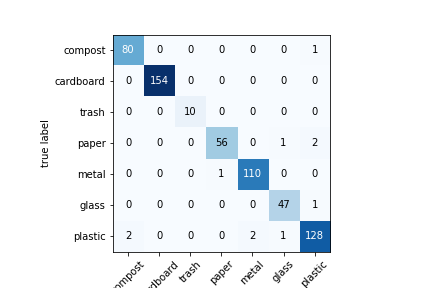 compost 80 0 0 0 0 0 1
cardboard 0 154 0 0 0 0 0
trash 0 0 10 0 0 0 0
paper 0 0 0 56 0 1 2
metal 0 0 0 1 110 0 0
glass 0 0 0 0 0 47 1
plastic 2 0 0 0 2 1 128
true label
ompost rdboard trash paper metal glass plastic